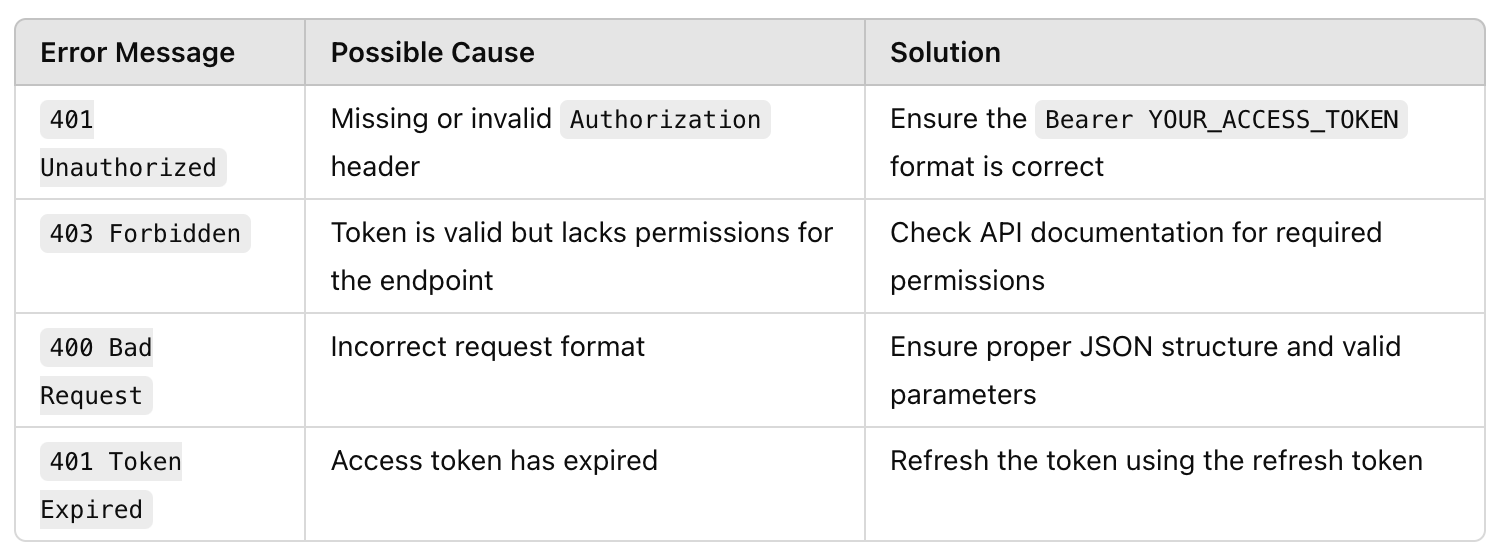 Error Message Possible Cause Solution
401 Unauthorized Missing or invalid Authorization header Ensure the Bearer YOUR_ACCESS_TOKEN format is correct
403 Forbidden Token is valid but lacks permissions for the endpoint Check API documentation for required permissions
400 Bad Request Incorrect request format Ensure proper JSON structure and valid parameters
401 Token Expired Access token has expired Refresh the token using the refresh token